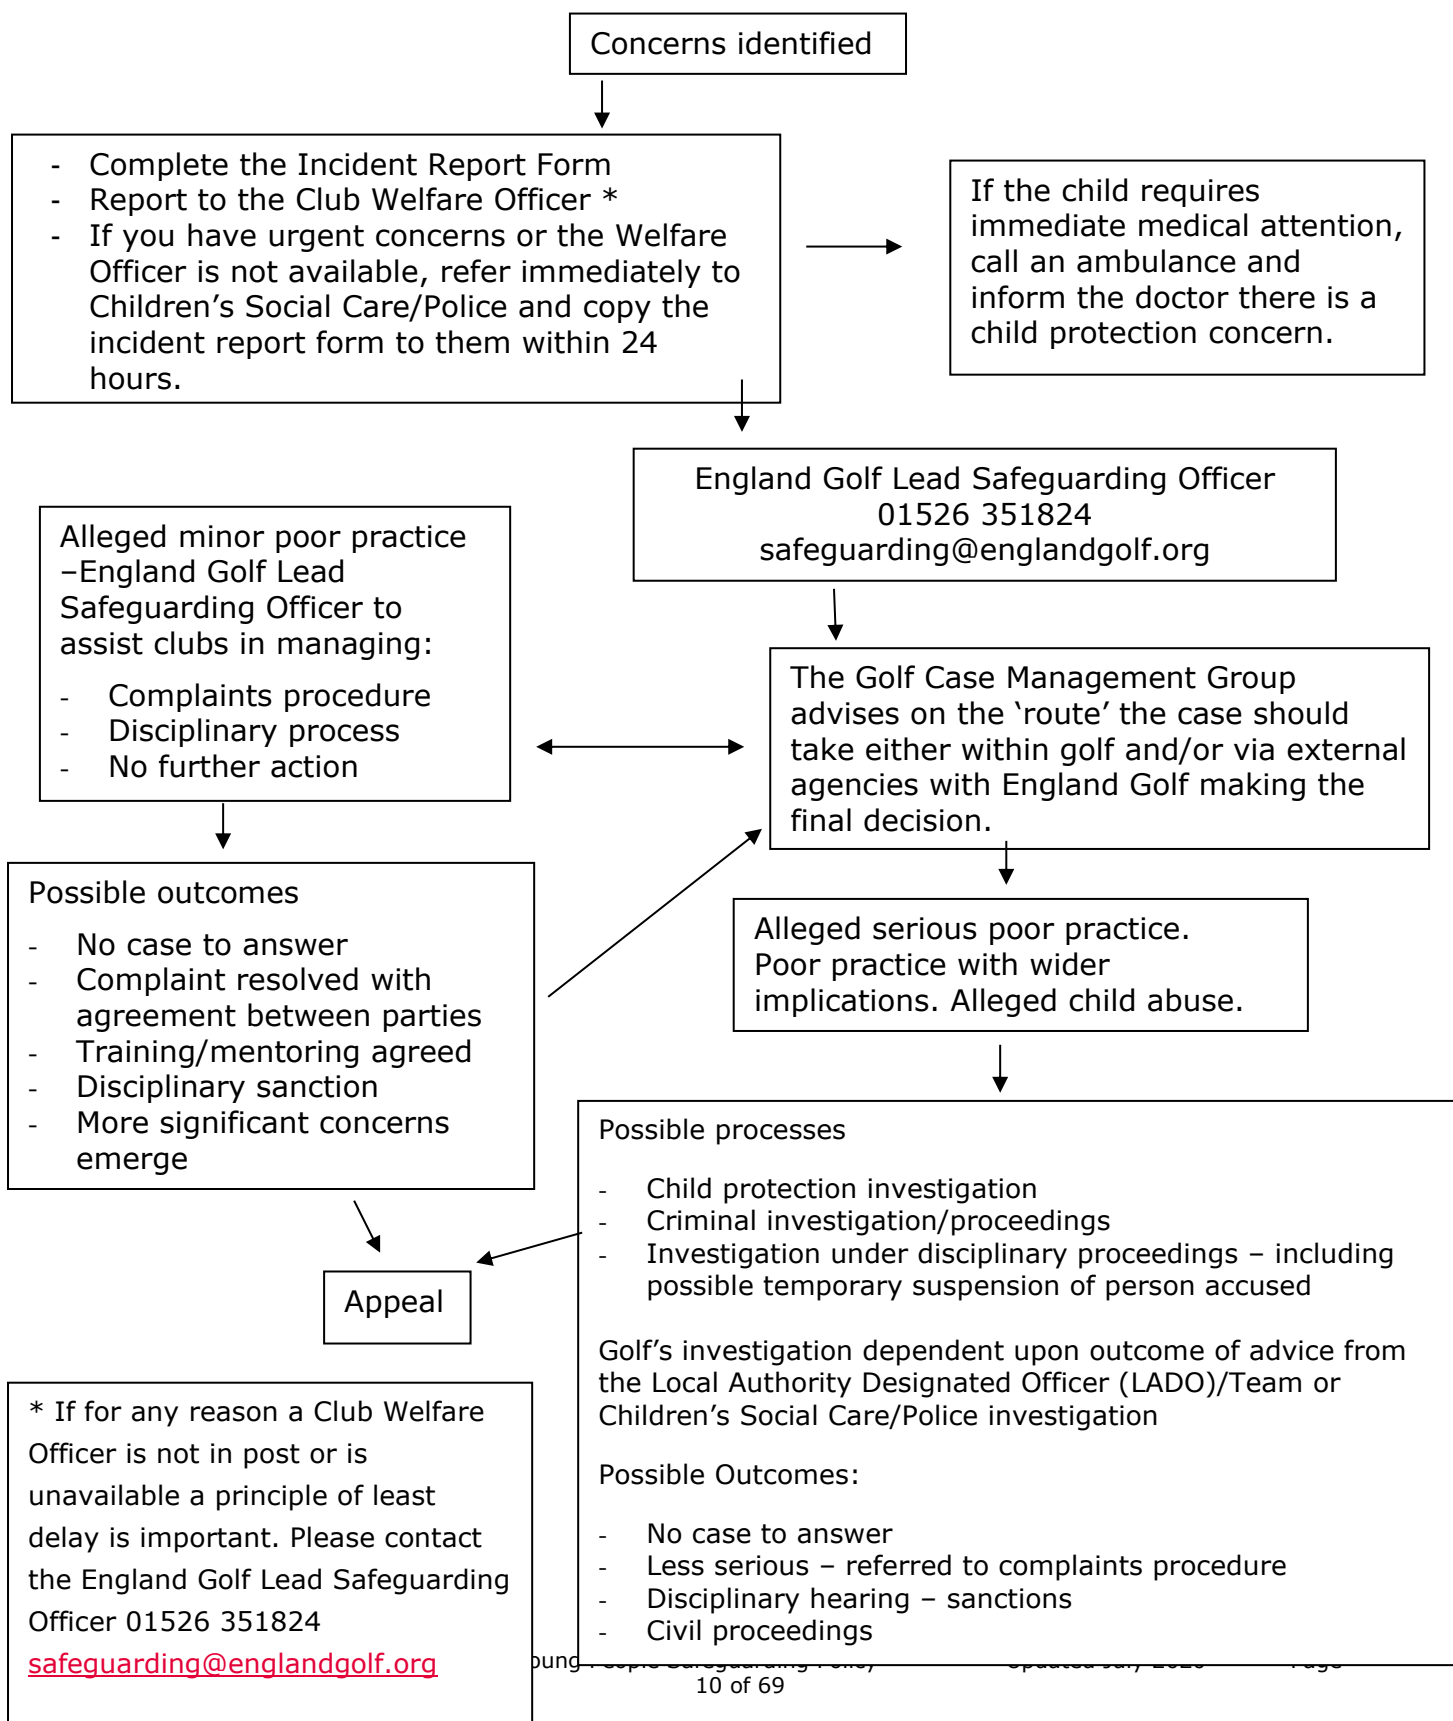 Concerns identified
- Complete the Incident Report Form
- Report to the Club Welfare Officer *
- If you have urgent concerns or the Welfare
Officer is not available, refer immediately to
Children’s Social Care/Police and copy the
incident report form to them within 24
hours.
If the child requires
immediate medical attention,
call an ambulance and
inform the doctor there is a
child protection concern.
England Golf Lead Safeguarding Officer
01526 351824
safeguarding@englandgolf.org
Alleged minor poor practice
–England Golf Lead
Safeguarding Officer to
assist clubs in managing:
- Complaints procedure
- Disciplinary process
- No further action
The Golf Case Management Group
advises on the ‘route’ the case should
take either within golf and/or via external
agencies with England Golf making the
final decision.
Possible outcomes
- No case to answer
- Complaint resolved with
agreement between parties
- Training/mentoring agreed
- Disciplinary sanction
- More significant concerns
emerge
Alleged serious poor practice.
Poor practice with wider
implications. Alleged child abuse.
Possible processes
- Child protection investigation
- Criminal investigation/proceedings
- Investigation under disciplinary proceedings – including
possible temporary suspension of person accused
Golf’s investigation dependent upon outcome of advice from
the Local Authority Designated Officer (LADO)/Team or
Children’s Social Care/Police investigation
Possible Outcomes:
- No case to answer
- Less serious – referred to complaints procedure
- Disciplinary hearing – sanctions
- Civil proceedings
Appeal
* If for any reason a Club Welfare
Officer is not in post or is
unavailable a principle of least
delay is important. Please contact
the England Golf Lead Safeguarding
Officer 01526 351824
safeguarding@englandgolf.org
People Safeguarding Policy
10 of 69